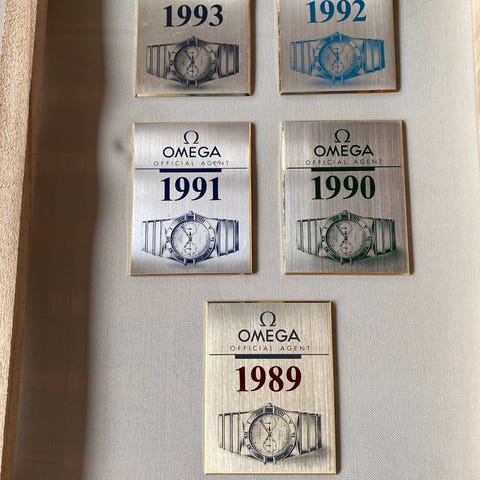 1993
1992
Ω
OMEGA
OFFICIAL AGENT
1991
Ω
OMEGA
OFFICIAL AGENT
1990
Ω
OMEGA
OFFICIAL AGENT
1989